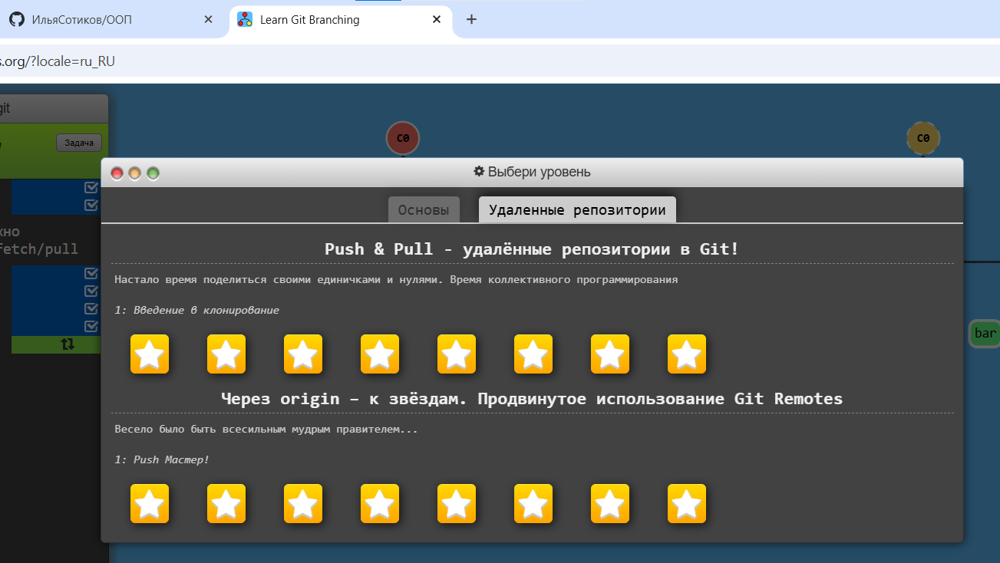 ИльяСотиков/ООП
Learn Git Branching
s.org/?locale=ru_RU
git
Задача
C0
C0
Выбери уровень
Основы
Удаленные репозитории
Push & Pull - удалённые репозитории в Git!
Настало время поделиться своими единичками и нулями. Время коллективного программирования
1: Введение в клонирование
Через origin – к звёздам. Продвинутое использование Git Remotes
Весело было быть всесильным мудрым правителем...
1: Push Мастер!
жно
fetch/pull
bar